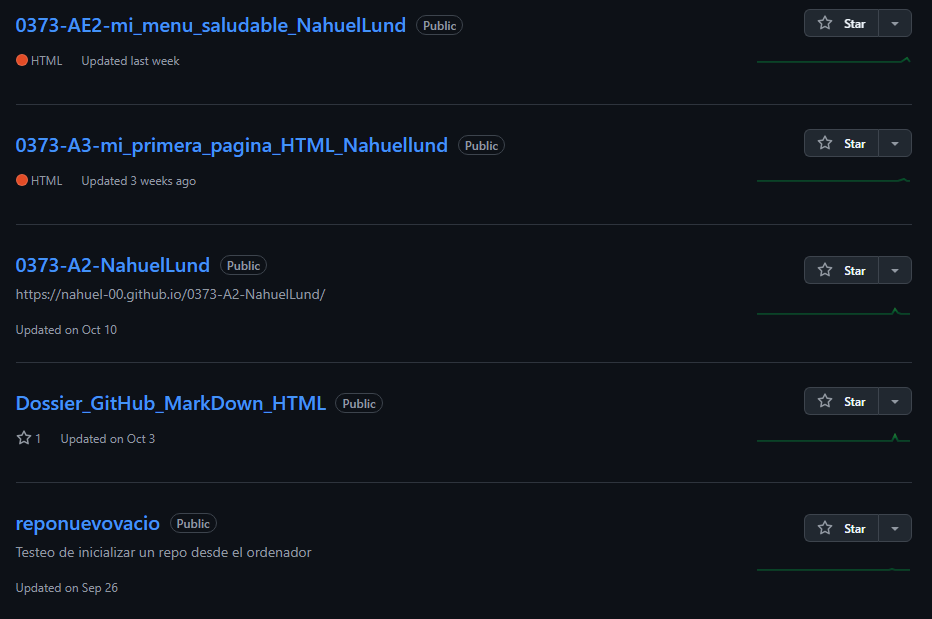 0373-AE2-mi_menu_saludable_NahuelLund Public Star
HTML Updated last week
0373-A3-mi_primera_pagina_HTML_Nahuellund Public Star
HTML Updated 3 weeks ago
0373-A2-NahuelLund Public Star
https://nahuel-00.github.io/0373-A2-NahuelLund/
Updated on Oct 10
Dossier_GitHub_MarkDown_HTML Public Star
1 Updated on Oct 3
reponuevovacio Public Star
Testeo de inicializar un repo desde el ordenador
Updated on Sep 26